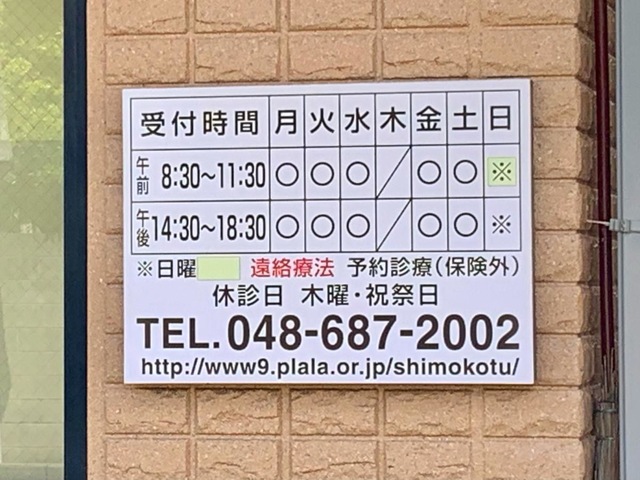 受付時間 月 火 水 木 金 土 日
午前 8:30〜11:30 ○ ○ ○ ／ ○ ○ ※
午後 14:30〜18:30 ○ ○ ○ ／ ○ ○ ※
※日曜 遠絡療法 予約診療(保険外)
休診日 木曜・祝祭日
TEL. 048-687-2002
http://www9.plala.or.jp/shimokotu/